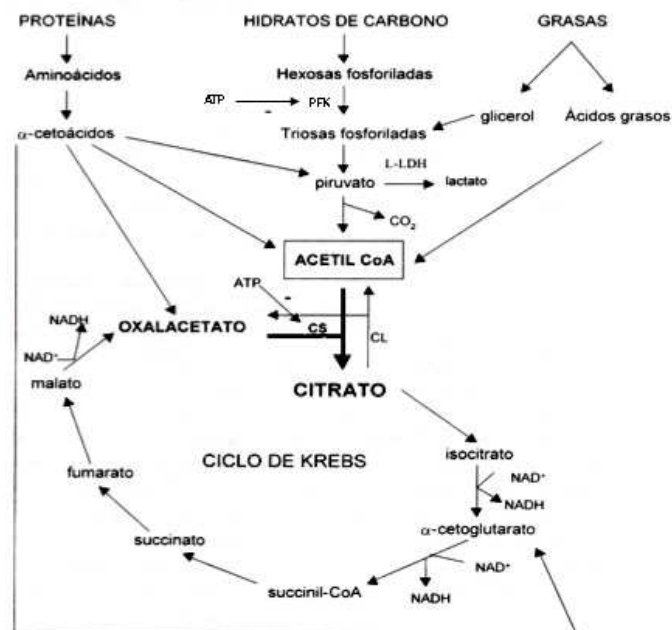 PROTEÍNAS
HIDRATOS DE CARBONO
GRASAS
Aminoácidos
Hexosas fosforiladas
ATP
-
PFK
glicerol
Ácidos grasos
α-cetoácidos
Triosas fosforiladas
L-LDH
piruvato
lactato
CO₂
ACETIL CoA
ATP
-
NADH
OXALACETATO
CS
CL
NAD⁺
malato
CITRATO
CICLO DE KREBS
isocitrato
NAD⁺
NADH
fumarato
α-cetoglutarato
succinato
NAD⁺
succinil-CoA
NADH